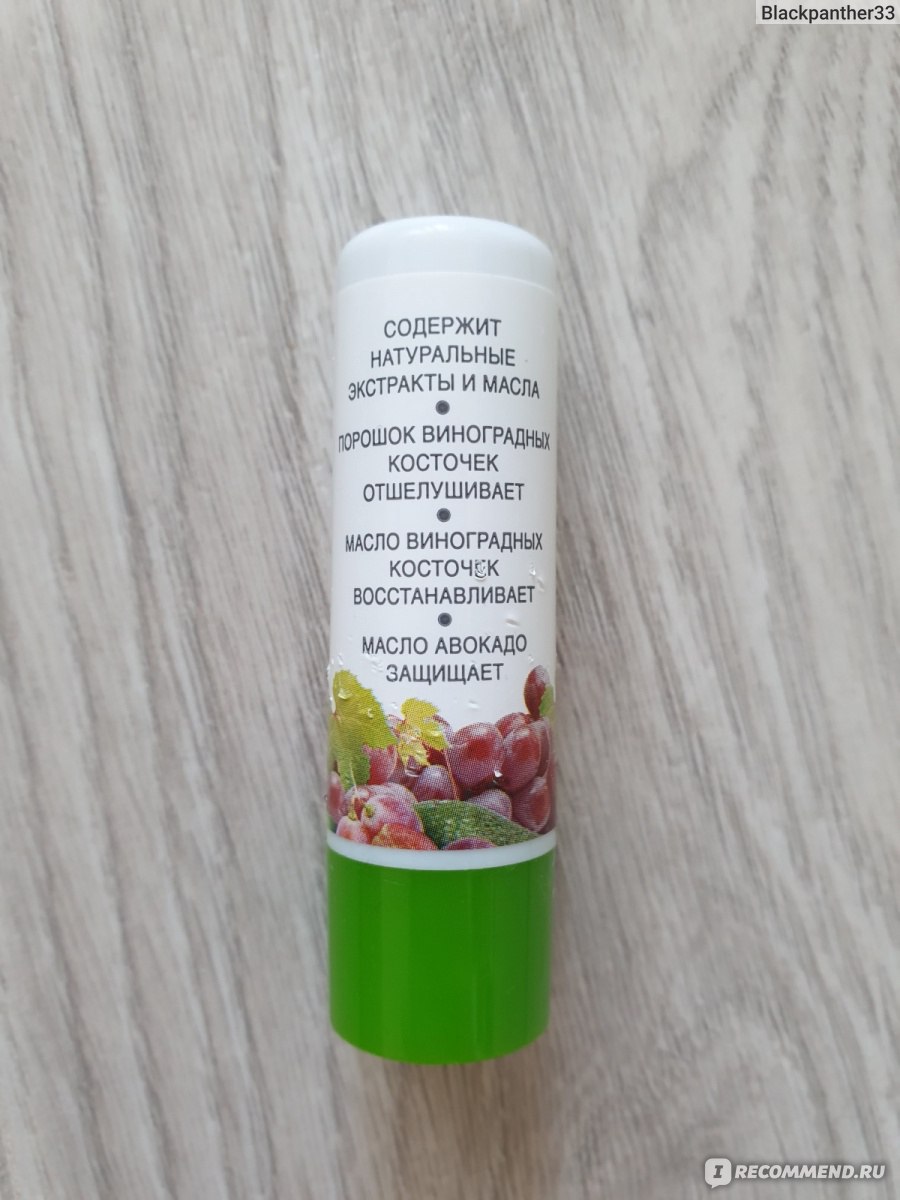 Blackpanther33
СОДЕРЖИТ
НАТУРАЛЬНЫЕ
ЭКСТРАКТЫ И МАСЛА
ПОРОШОК ВИНОГРАДНЫХ
КОСТОЧЕК
ОТШЕЛУШИВАЕТ
МАСЛО ВИНОГРАДНЫХ
КОСТОЧЕК
ВОССТАНАВЛИВАЕТ
МАСЛО АВОКАДО
ЗАЩИЩАЕТ
I RECOMMEND.RU